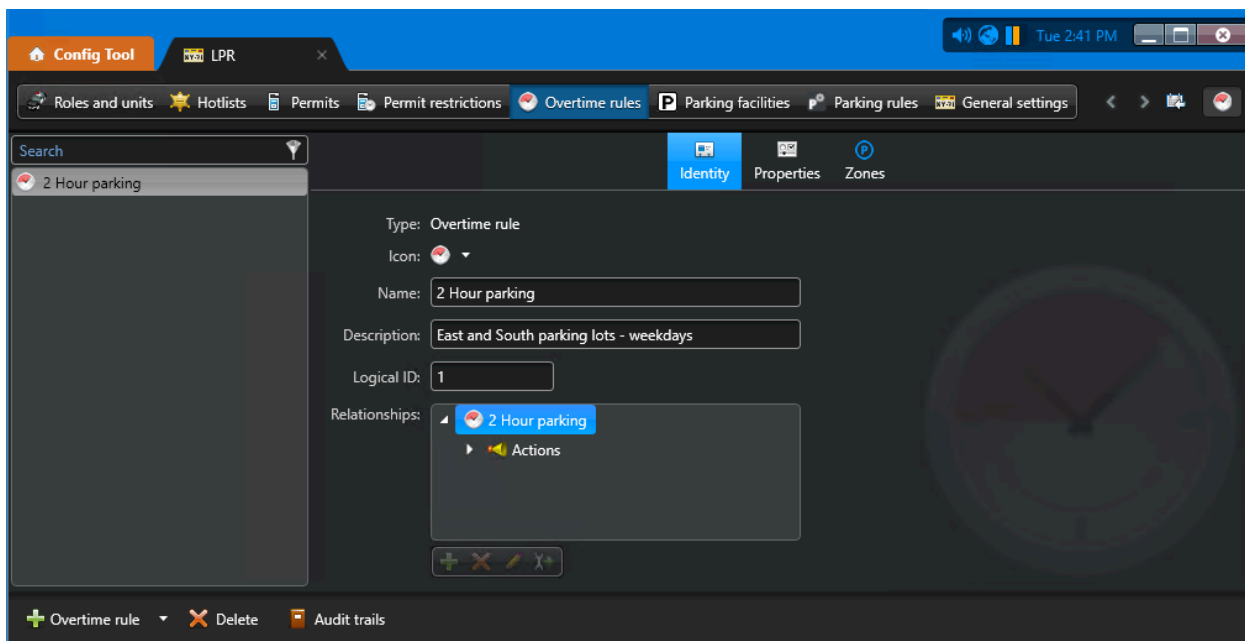 Tue 2:41 PM
Config Tool
LPR
Roles and units Hotlists Permits Permit restrictions Overtime rules Parking facilities Parking rules General settings
Search
2 Hour parking
Identity Properties Zones
Type: Overtime rule
Icon:
Name: 2 Hour parking
Description: East and South parking lots - weekdays
Logical ID: 1
Relationships: 2 Hour parking
Actions
Overtime rule Delete Audit trails